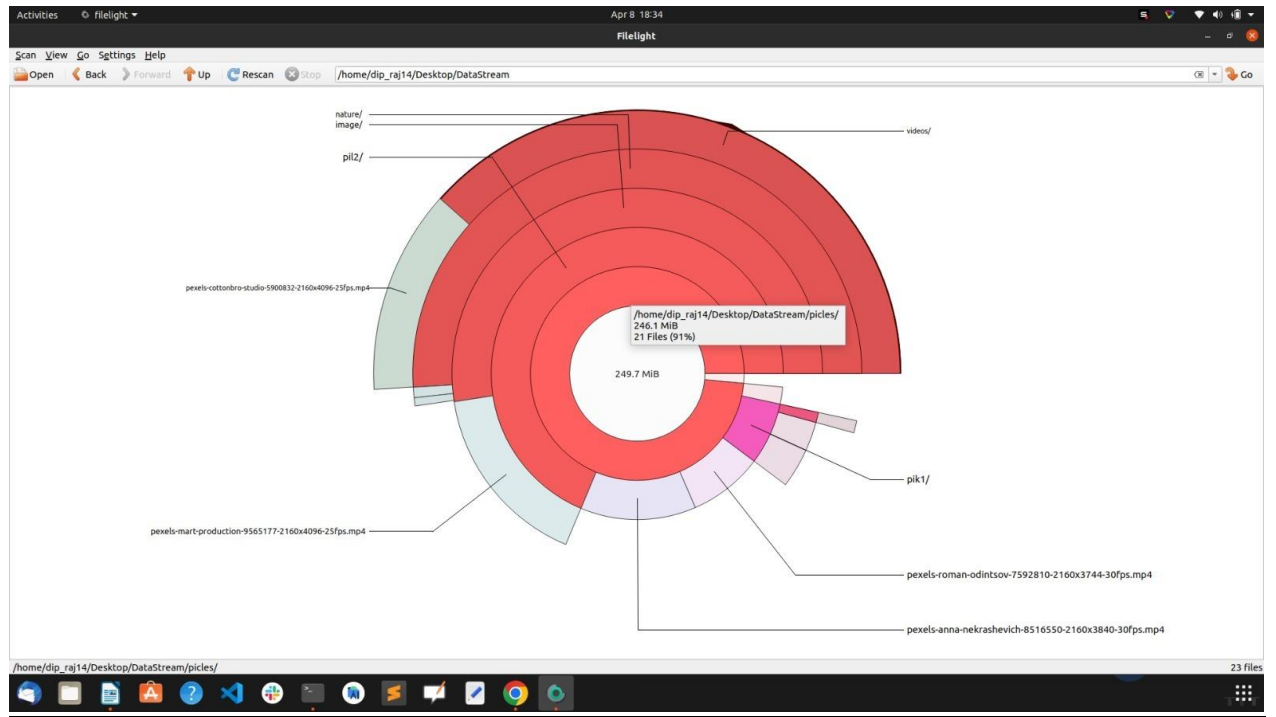 Activities filelight Apr 8 18:34
Filelight
Scan View Go Settings Help
Open Back Forward Up Rescan Stop /home/dip_raj14/Desktop/DataStream Go
nature/
image/
videos/
pil2/
pexels-cottonbro-studio-5900832-2160x4096-25fps.mp4
/home/dip_raj14/Desktop/DataStream/picles/
246.1 MiB
21 Files (91%)
249.7 MiB
pik1/
pexels-mart-production-9565177-2160x4096-25fps.mp4
pexels-roman-odintsov-7592810-2160x3744-30fps.mp4
pexels-anna-nekrashevich-8516550-2160x3840-30fps.mp4
/home/dip_raj14/Desktop/DataStream/picles/ 23 files